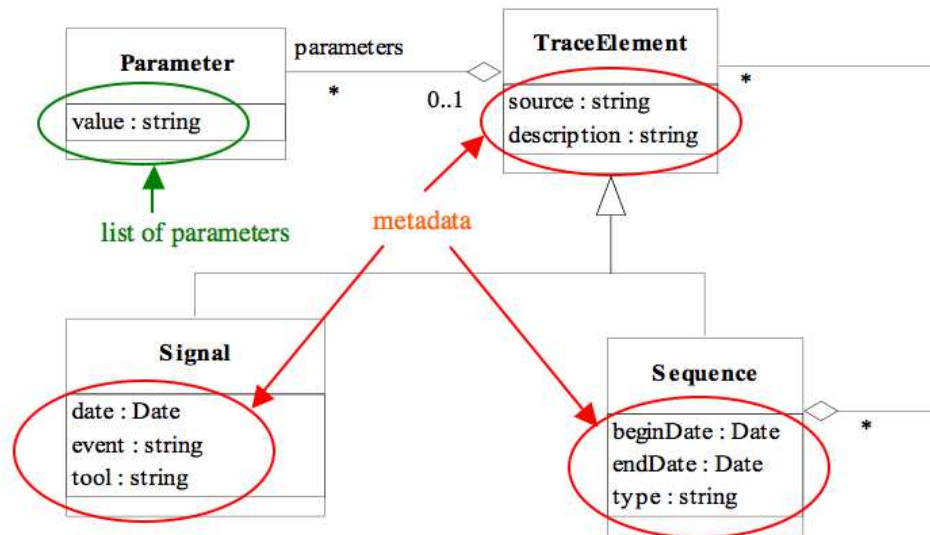 Parameter
value : string
list of parameters
parameters
*
0..1
TraceElement
source : string
description : string
*
metadata
Signal
date : Date
event : string
tool : string
Sequence
beginDate : Date
endDate : Date
type : string
*